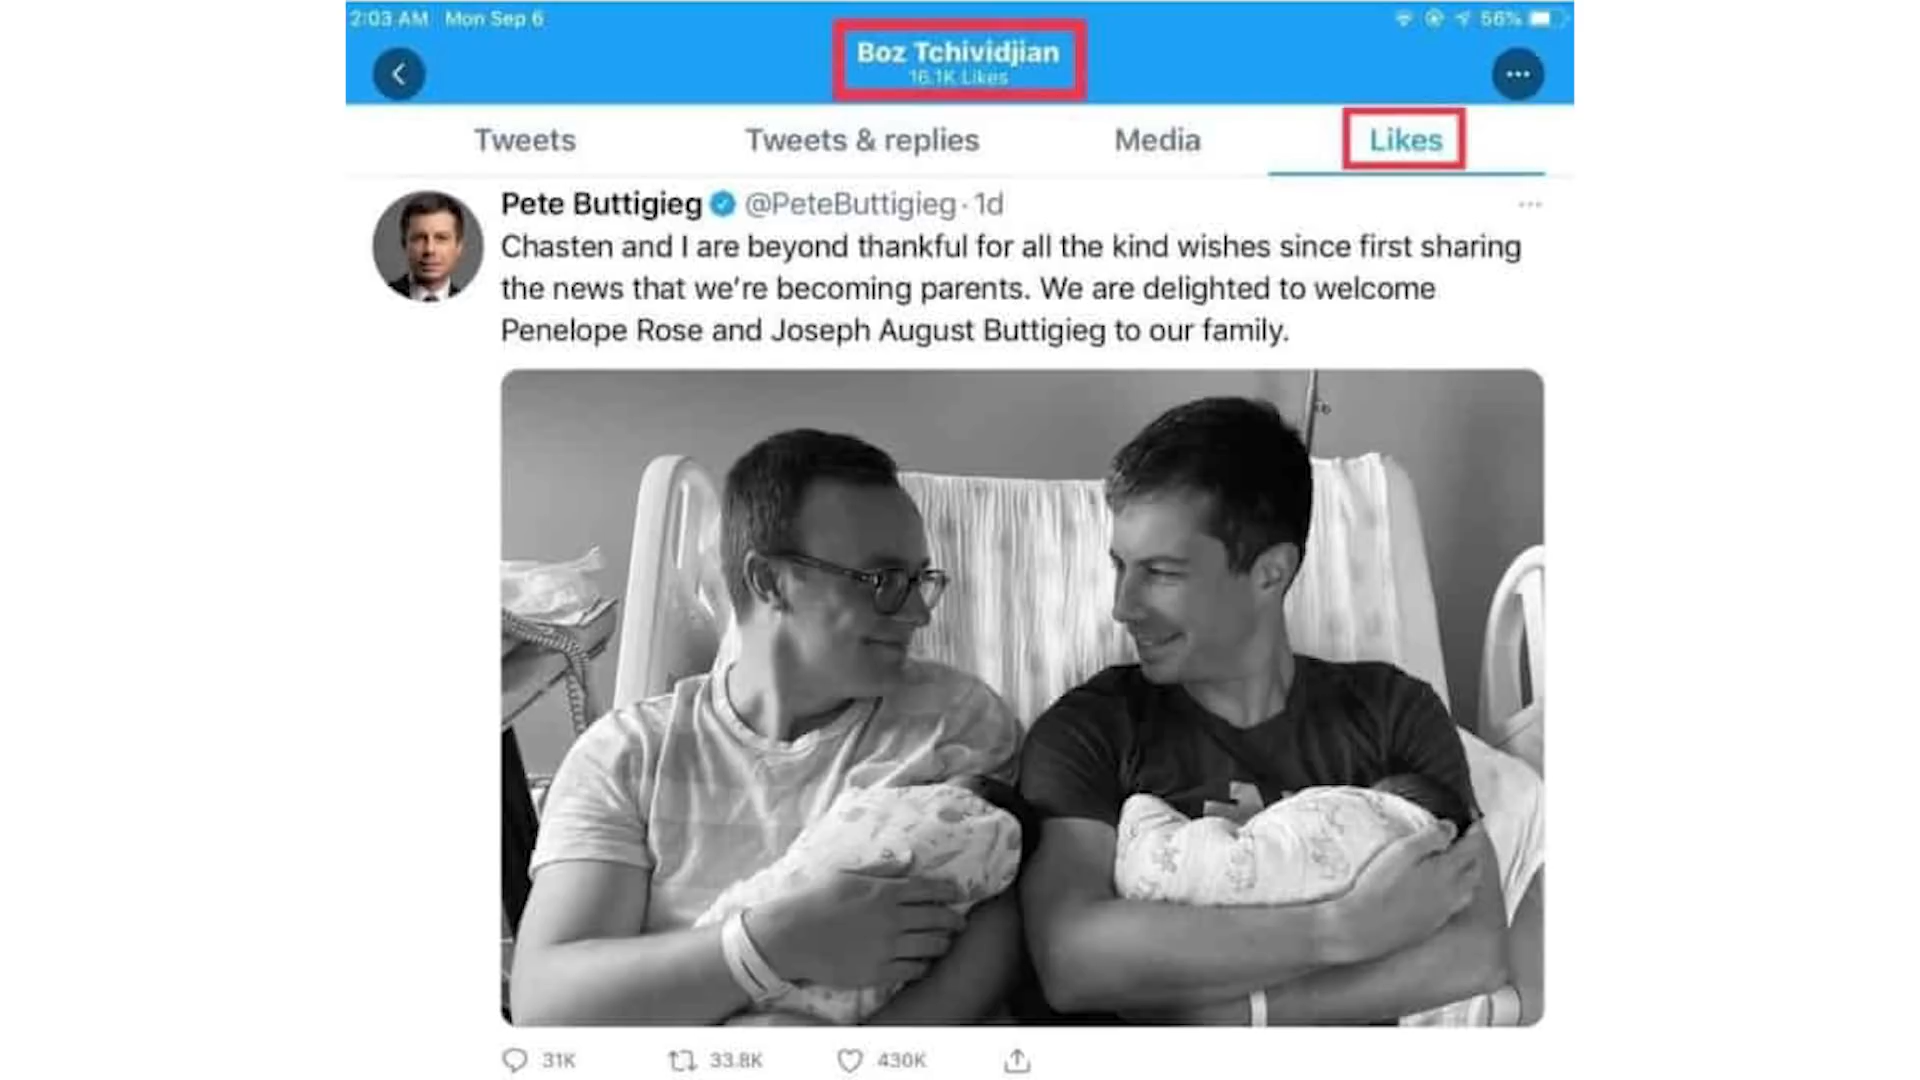 2:03 AM Mon Sep 6
56%
Boz Tchividjian
16.1K Likes
Tweets
Tweets & replies
Media
Likes
Pete Buttigieg @PeteButtigieg · 1d
Chasten and I are beyond thankful for all the kind wishes since first sharing
the news that we're becoming parents. We are delighted to welcome
Penelope Rose and Joseph August Buttigieg to our family.
31K
33.8K
430K